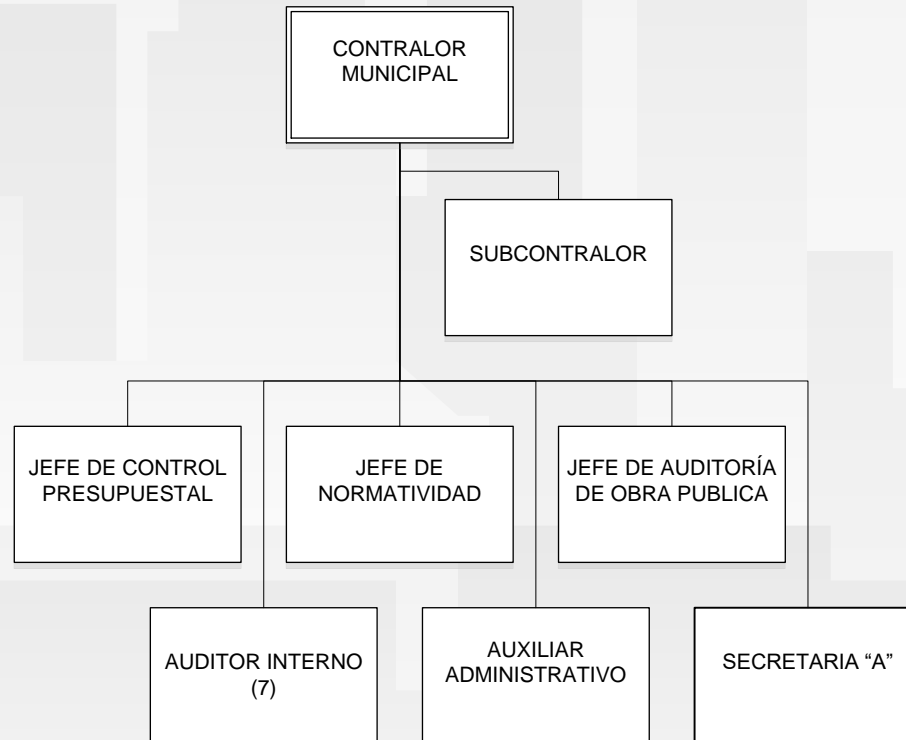 CONTRALOR
MUNICIPAL
SUBCONTRALOR
JEFE DE CONTROL
PRESUPUESTAL
JEFE DE
NORMATIVIDAD
JEFE DE AUDITORÍA
DE OBRA PUBLICA
AUDITOR INTERNO
(7)
AUXILIAR
ADMINISTRATIVO
SECRETARIA “A”